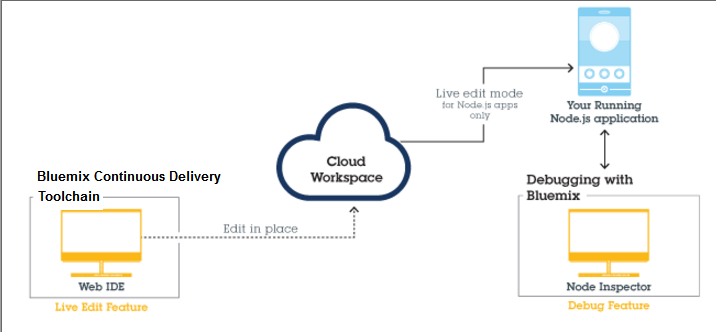 Live edit mode
for Node.js apps
only
Your Running
Node.js application
Cloud
Workspace
Bluemix Continuous Delivery
Toolchain
Debugging with
Bluemix
Edit in place
Web IDE
Live Edit Feature
Node Inspector
Debug Feature